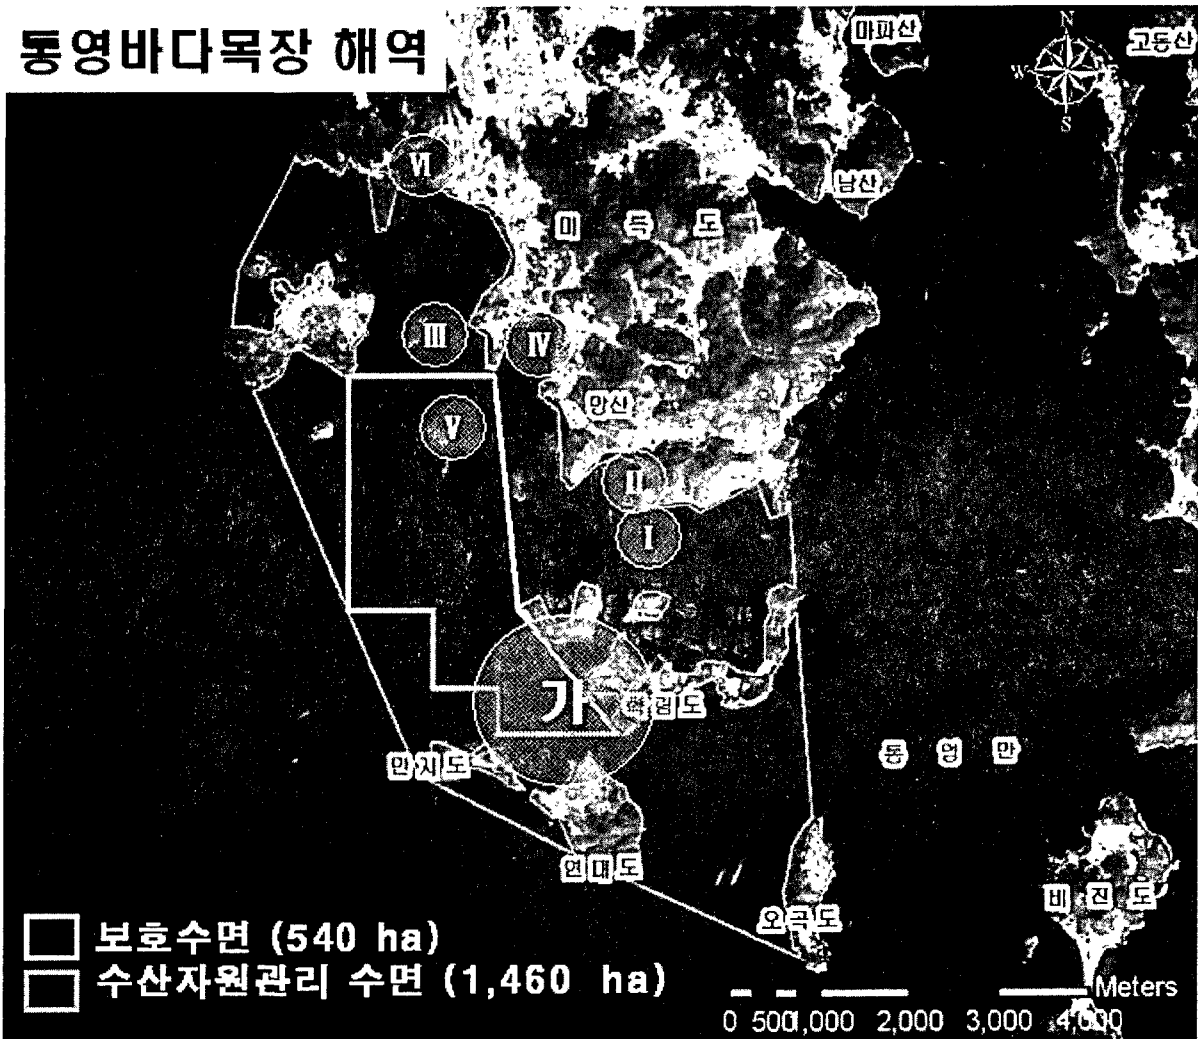 통영바다목장 해역
마파산
고동산
N
W
S
Ⅵ
남산
미 륵 도
Ⅲ
Ⅳ
망산
Ⅴ
Ⅱ
Ⅰ
가
학림도
통 영 만
만지도
연대도
비 진 도
오곡도
보호수면 (540 ha)
수산자원관리 수면 (1,460 ha)
Meters
0 500 1,000 2,000 3,000 4,000